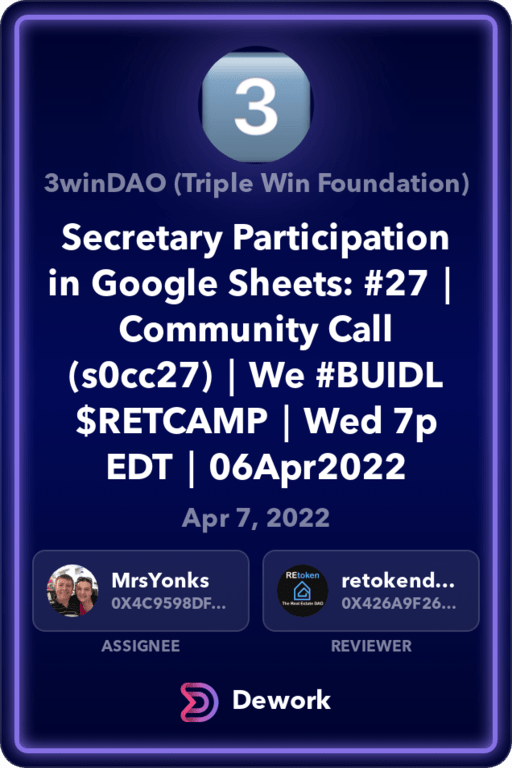 3
3winDAO (Triple Win Foundation)
Secretary Participation
in Google Sheets: #27 |
Community Call
(s0cc27) | We #BUIDL
$RETCAMP | Wed 7p
EDT | 06Apr2022
Apr 7, 2022
MrsYonks
0X4C9598DF...
ASSIGNEE
REtoken
The Real Estate DAO
retokend...
0X426A9F26...
REVIEWER
Dework